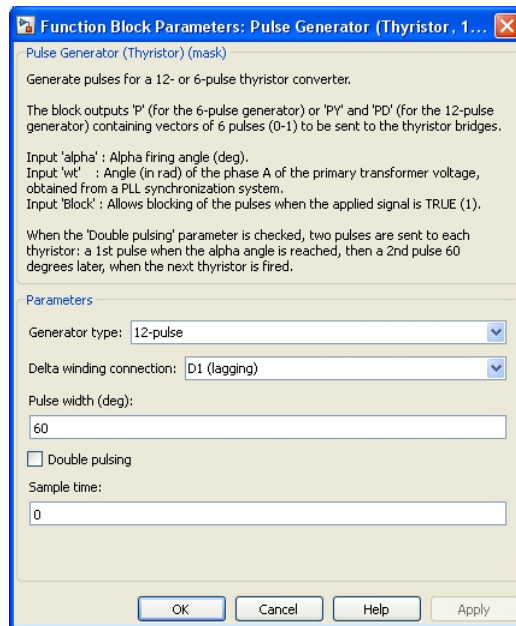 Function Block Parameters: Pulse Generator (Thyristor, 1...
Pulse Generator (Thyristor) (mask)
Generate pulses for a 12- or 6-pulse thyristor converter.
The block outputs 'P' (for the 6-pulse generator) or 'PY' and 'PD' (for the 12-pulse
generator) containing vectors of 6 pulses (0-1) to be sent to the thyristor bridges.
Input 'alpha' : Alpha firing angle (deg).
Input 'wt' : Angle (in rad) of the phase A of the primary transformer voltage,
obtained from a PLL synchronization system.
Input 'Block' : Allows blocking of the pulses when the applied signal is TRUE (1).
When the 'Double pulsing' parameter is checked, two pulses are sent to each
thyristor: a 1st pulse when the alpha angle is reached, then a 2nd pulse 60
degrees later, when the next thyristor is fired.
Parameters
Generator type: 12-pulse
Delta winding connection: D1 (lagging)
Pulse width (deg):
60
Double pulsing
Sample time:
0
OK Cancel Help Apply